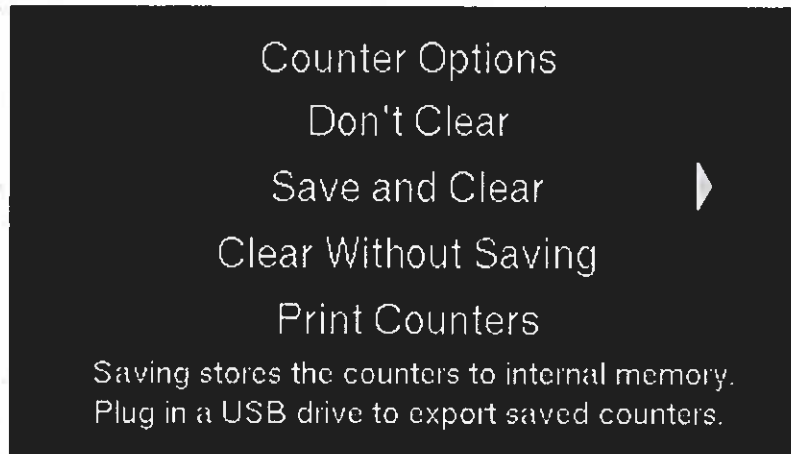 Counter Options
Don't Clear
Save and Clear
Clear Without Saving
Print Counters
Saving stores the counters to internal memory.
Plug in a USB drive to export saved counters.